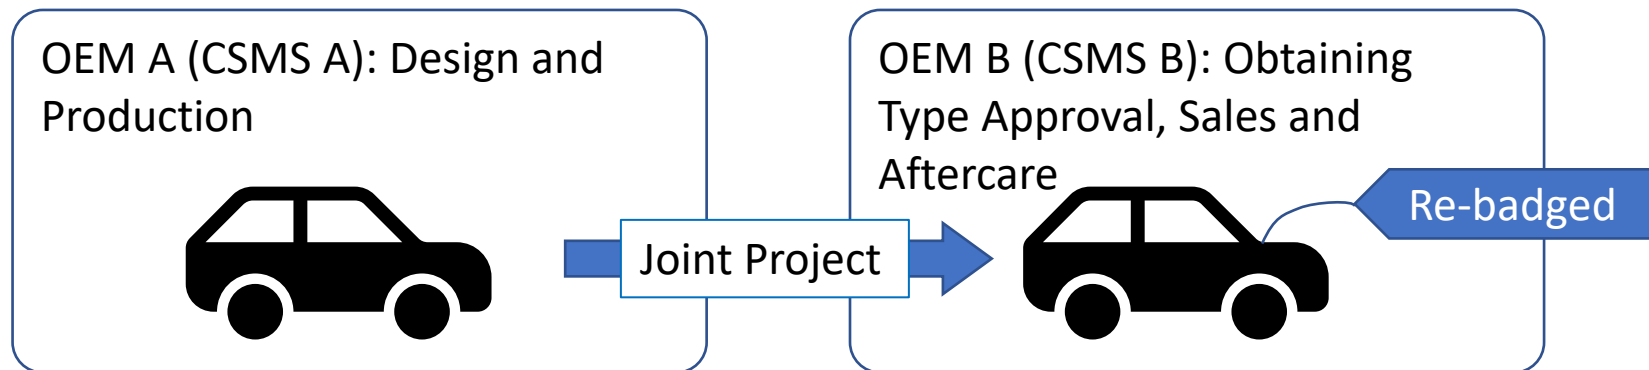 OEM A (CSMS A): Design and
Production
Joint Project
OEM B (CSMS B): Obtaining
Type Approval, Sales and
Aftercare
Re-badged